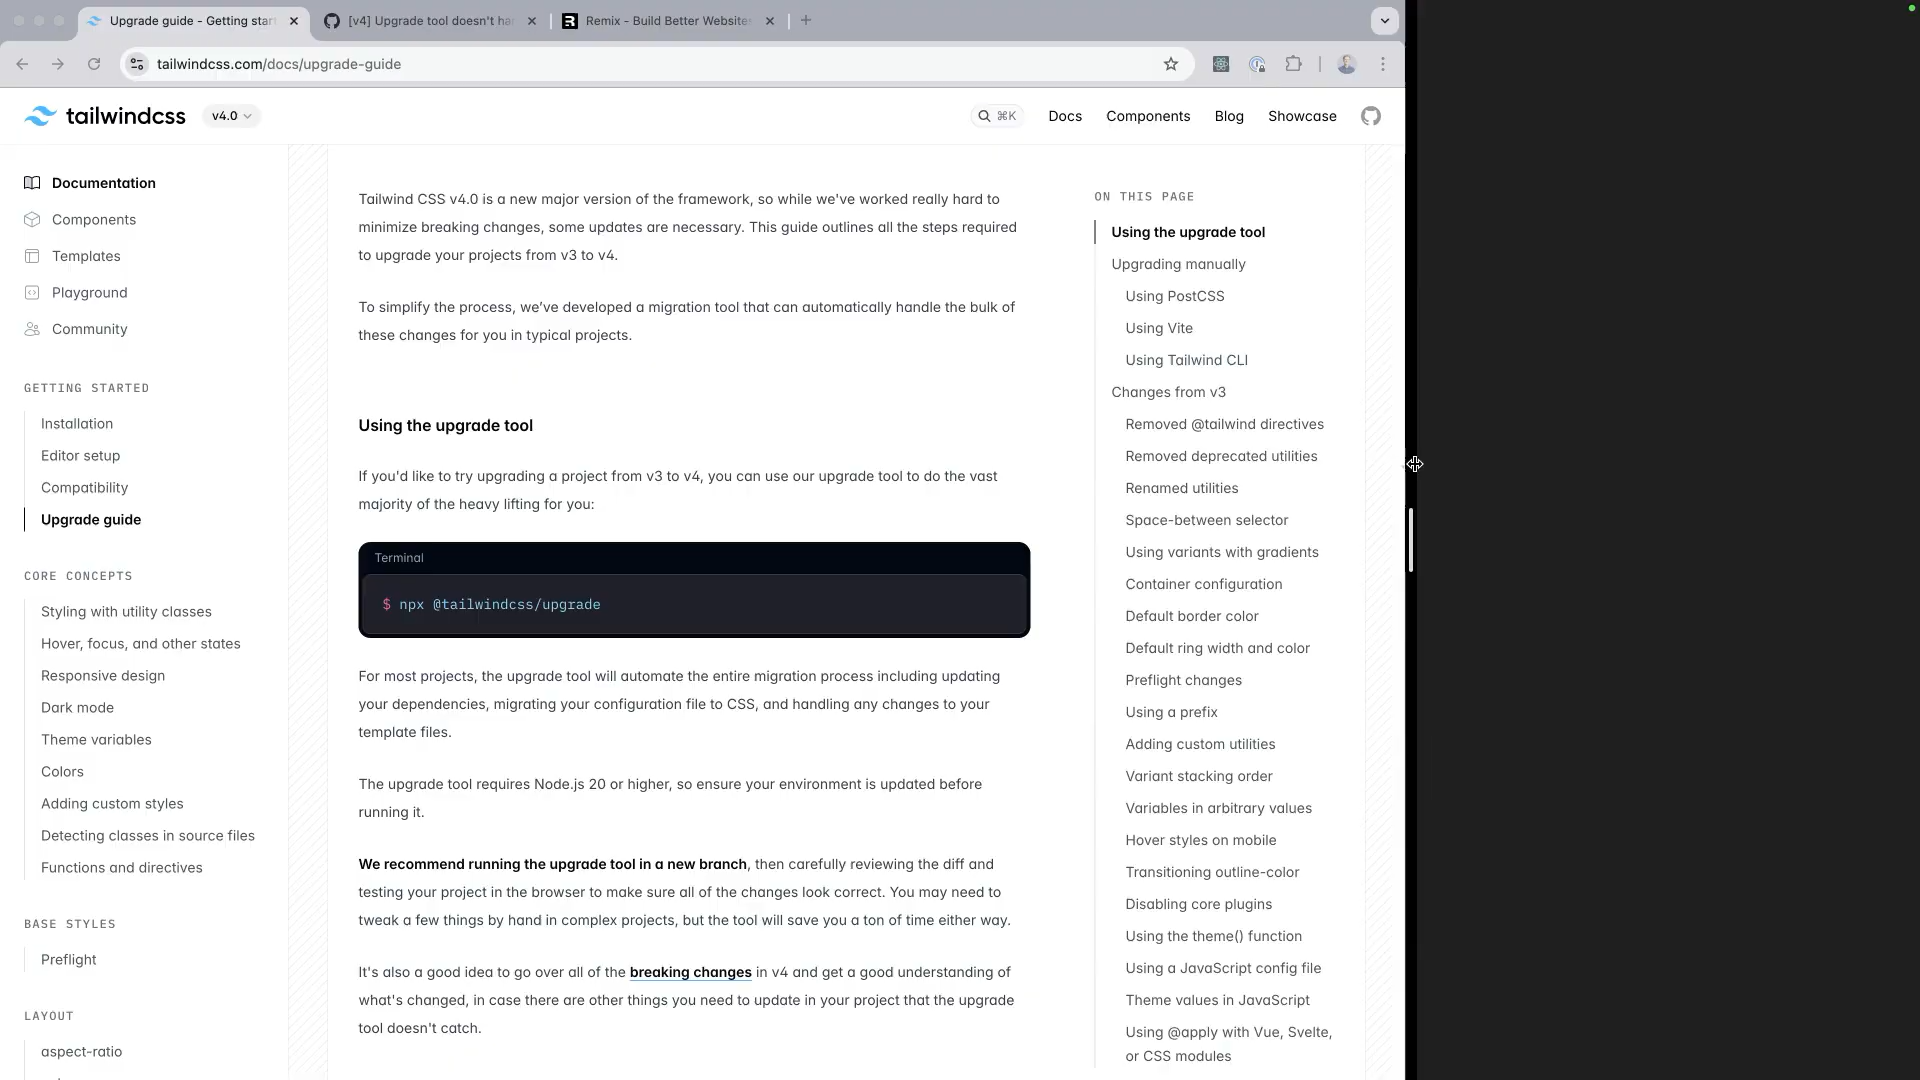 Upgrade guide - Getting star
[v4] Upgrade tool doesn't ha
Remix - Build Better Websites
tailwindcss.com/docs/upgrade-guide
tailwindcss
v4.0
⌘K
Docs
Components
Blog
Showcase
Documentation
Components
Templates
Playground
Community
GETTING STARTED
Installation
Editor setup
Compatibility
Upgrade guide
CORE CONCEPTS
Styling with utility classes
Hover, focus, and other states
Responsive design
Dark mode
Theme variables
Colors
Adding custom styles
Detecting classes in source files
Functions and directives
BASE STYLES
Preflight
LAYOUT
aspect-ratio
Tailwind CSS v4.0 is a new major version of the framework, so while we've worked really hard to
minimize breaking changes, some updates are necessary. This guide outlines all the steps required
to upgrade your projects from v3 to v4.
To simplify the process, we’ve developed a migration tool that can automatically handle the bulk of
these changes for you in typical projects.
Using the upgrade tool
If you'd like to try upgrading a project from v3 to v4, you can use our upgrade tool to do the vast
majority of the heavy lifting for you:
Terminal
$ npx @tailwindcss/upgrade
For most projects, the upgrade tool will automate the entire migration process including updating
your dependencies, migrating your configuration file to CSS, and handling any changes to your
template files.
The upgrade tool requires Node.js 20 or higher, so ensure your environment is updated before
running it.
We recommend running the upgrade tool in a new branch, then carefully reviewing the diff and
testing your project in the browser to make sure all of the changes look correct. You may need to
tweak a few things by hand in complex projects, but the tool will save you a ton of time either way.
It's also a good idea to go over all of the breaking changes in v4 and get a good understanding of
what's changed, in case there are other things you need to update in your project that the upgrade
tool doesn't catch.
ON THIS PAGE
Using the upgrade tool
Upgrading manually
Using PostCSS
Using Vite
Using Tailwind CLI
Changes from v3
Removed @tailwind directives
Removed deprecated utilities
Renamed utilities
Space-between selector
Using variants with gradients
Container configuration
Default border color
Default ring width and color
Preflight changes
Using a prefix
Adding custom utilities
Variant stacking order
Variables in arbitrary values
Hover styles on mobile
Transitioning outline-color
Disabling core plugins
Using the theme() function
Using a JavaScript config file
Theme values in JavaScript
Using @apply with Vue, Svelte,
or CSS modules